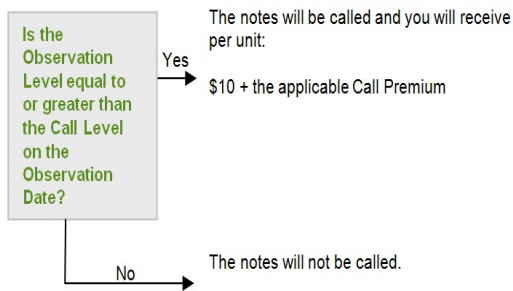 Is the
Observation
Level equal to
or greater than
the Call Level
on the
Observation
Date?
Yes
The notes will be called and you will receive
per unit:
$10 + the applicable Call Premium
No
The notes will not be called.